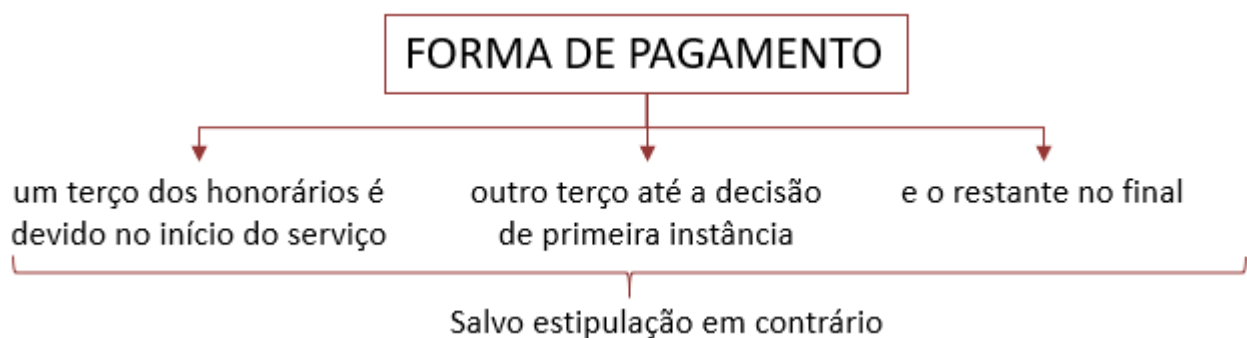 FORMA DE PAGAMENTO
um terço dos honorários é
devido no início do serviço
outro terço até a decisão
de primeira instância
e o restante no final
Salvo estipulação em contrário